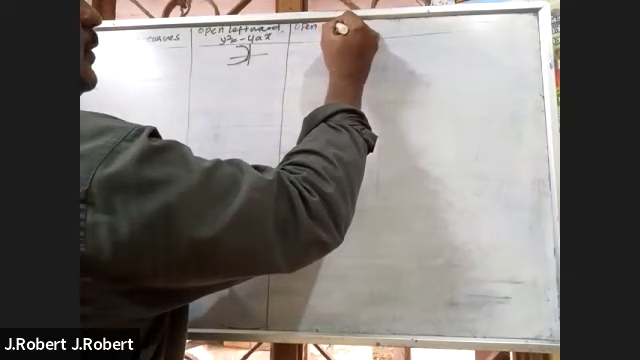 curves
open leftward,
y²= -4ax
open
J.Robert J.Robert